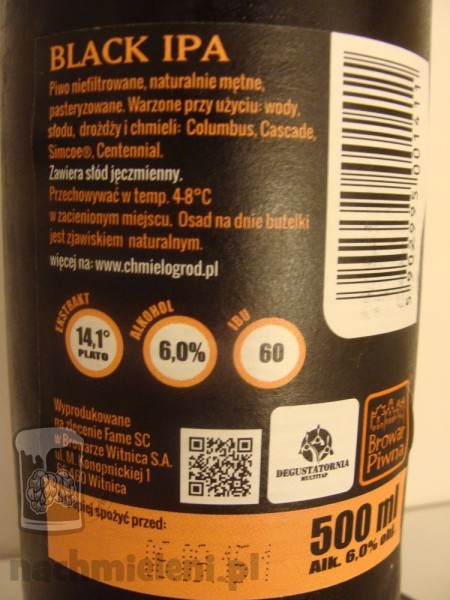 BLACK IPA
Piwo niefiltrowane, naturalnie mętne,
pasteryzowane. Warzone przy użyciu: wody,
słodu, drożdży i chmieli: Columbus, Cascade,
Simcoe®, Centennial.
Zawiera słód jęczmienny.
Przechowywać w temp. 4-8°C
w zacienionym miejscu. Osad na dnie butelki
jest zjawiskiem naturalnym.
więcej na: www.chmielogrod.pl
EKSTRAKT
14,1°
PLATO
ALKOHOL
6,0%
IBU
60
5902995001411
Wyprodukowane
na zlecenie Fame SC
w Browarze Witnica S.A.
ul. M. Konopnickiej 1
Witnica
DEGUSTATORNIA
MULTITAP
Browar
Piwna
spożyć przed:
500 ml
Alk. 6,0% obj.
nachmieleni.pl